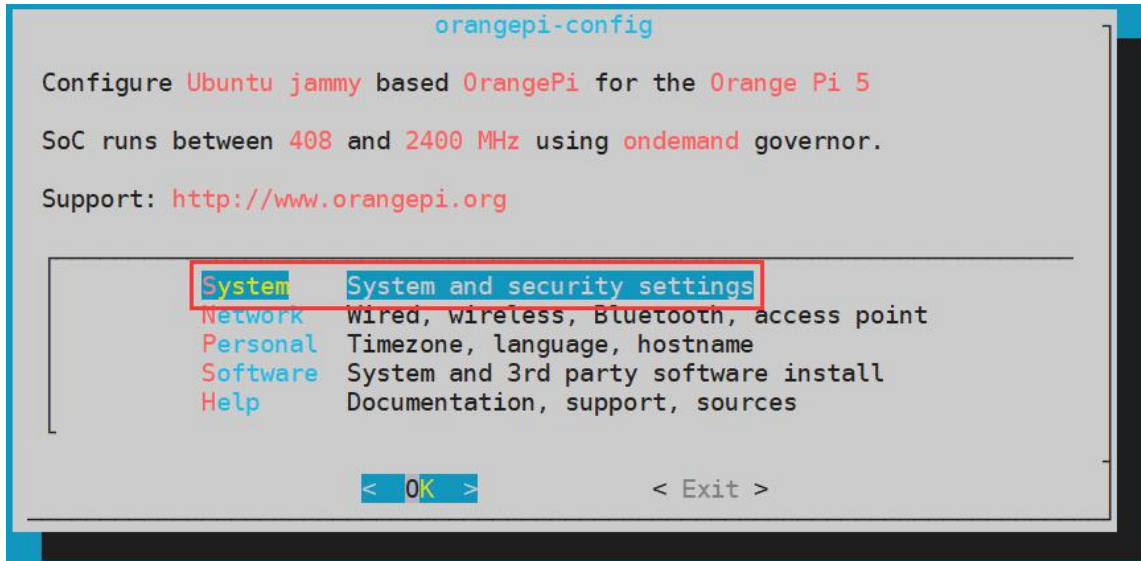 orangepi-config
Configure Ubuntu jammy based OrangePi for the Orange Pi 5
SoC runs between 408 and 2400 MHz using ondemand governor.
Support: http://www.orangepi.org
System System and security settings
Network Wired, wireless, Bluetooth, access point
Personal Timezone, language, hostname
Software System and 3rd party software install
Help Documentation, support, sources
< OK > < Exit >